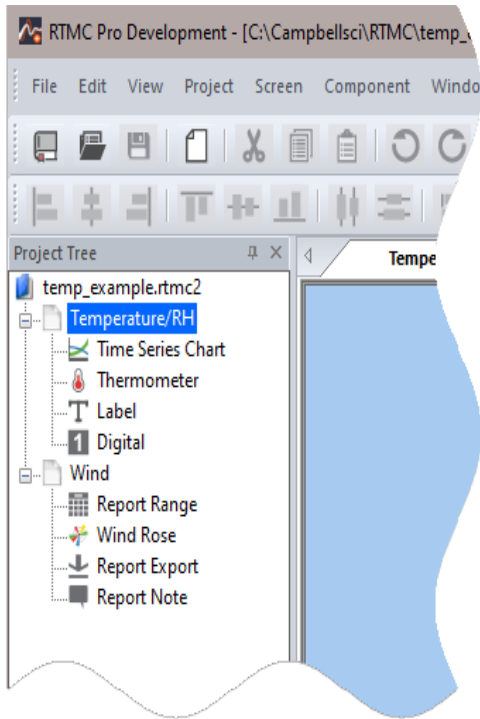 RTMC Pro Development - [C:\Campbellsci\RTMC\temp_
File Edit View Project Screen Component Windo
Project Tree
Tempe
temp_example.rtmc2
Temperature/RH
Time Series Chart
Thermometer
T Label
1 Digital
Wind
Report Range
Wind Rose
Report Export
Report Note